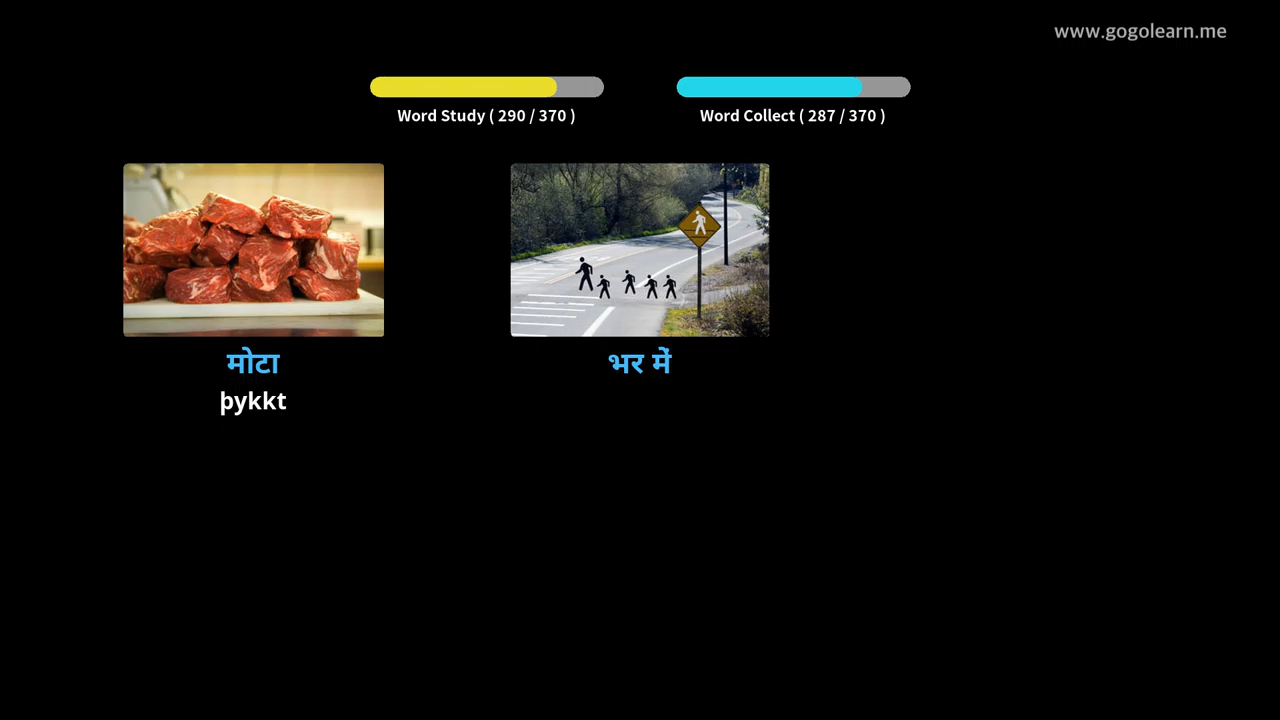 www.gogolearn.me
Word Study ( 290 / 370 )
Word Collect ( 287 / 370 )
मोटा
þykkt
भर में